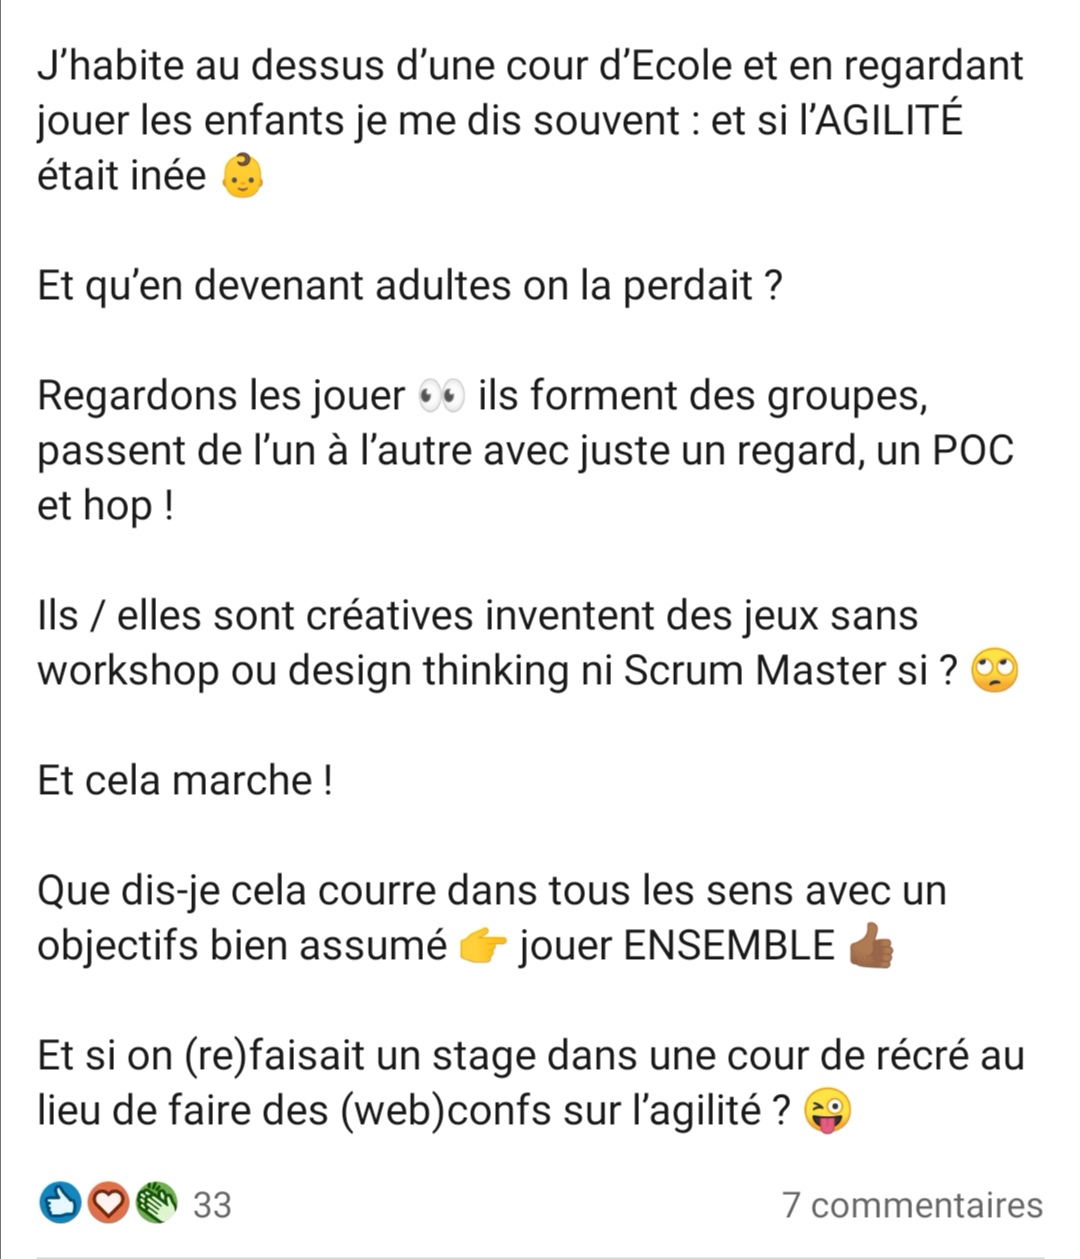 J’habite au dessus d’une cour d’Ecole et en regardant
jouer les enfants je me dis souvent : et si l’AGILITÉ
était inée 👶
Et qu’en devenant adultes on la perdait ?
Regardons les jouer 👀 ils forment des groupes,
passent de l’un à l’autre avec juste un regard, un POC
et hop !
Ils / elles sont créatives inventent des jeux sans
workshop ou design thinking ni Scrum Master si ? 🙄
Et cela marche !
Que dis-je cela courre dans tous les sens avec un
objectifs bien assumé 👉 jouer ENSEMBLE 👍🏾
Et si on (re)faisait un stage dans une cour de récré au
lieu de faire des (web)confs sur l’agilité ? 😜
33
7 commentaires